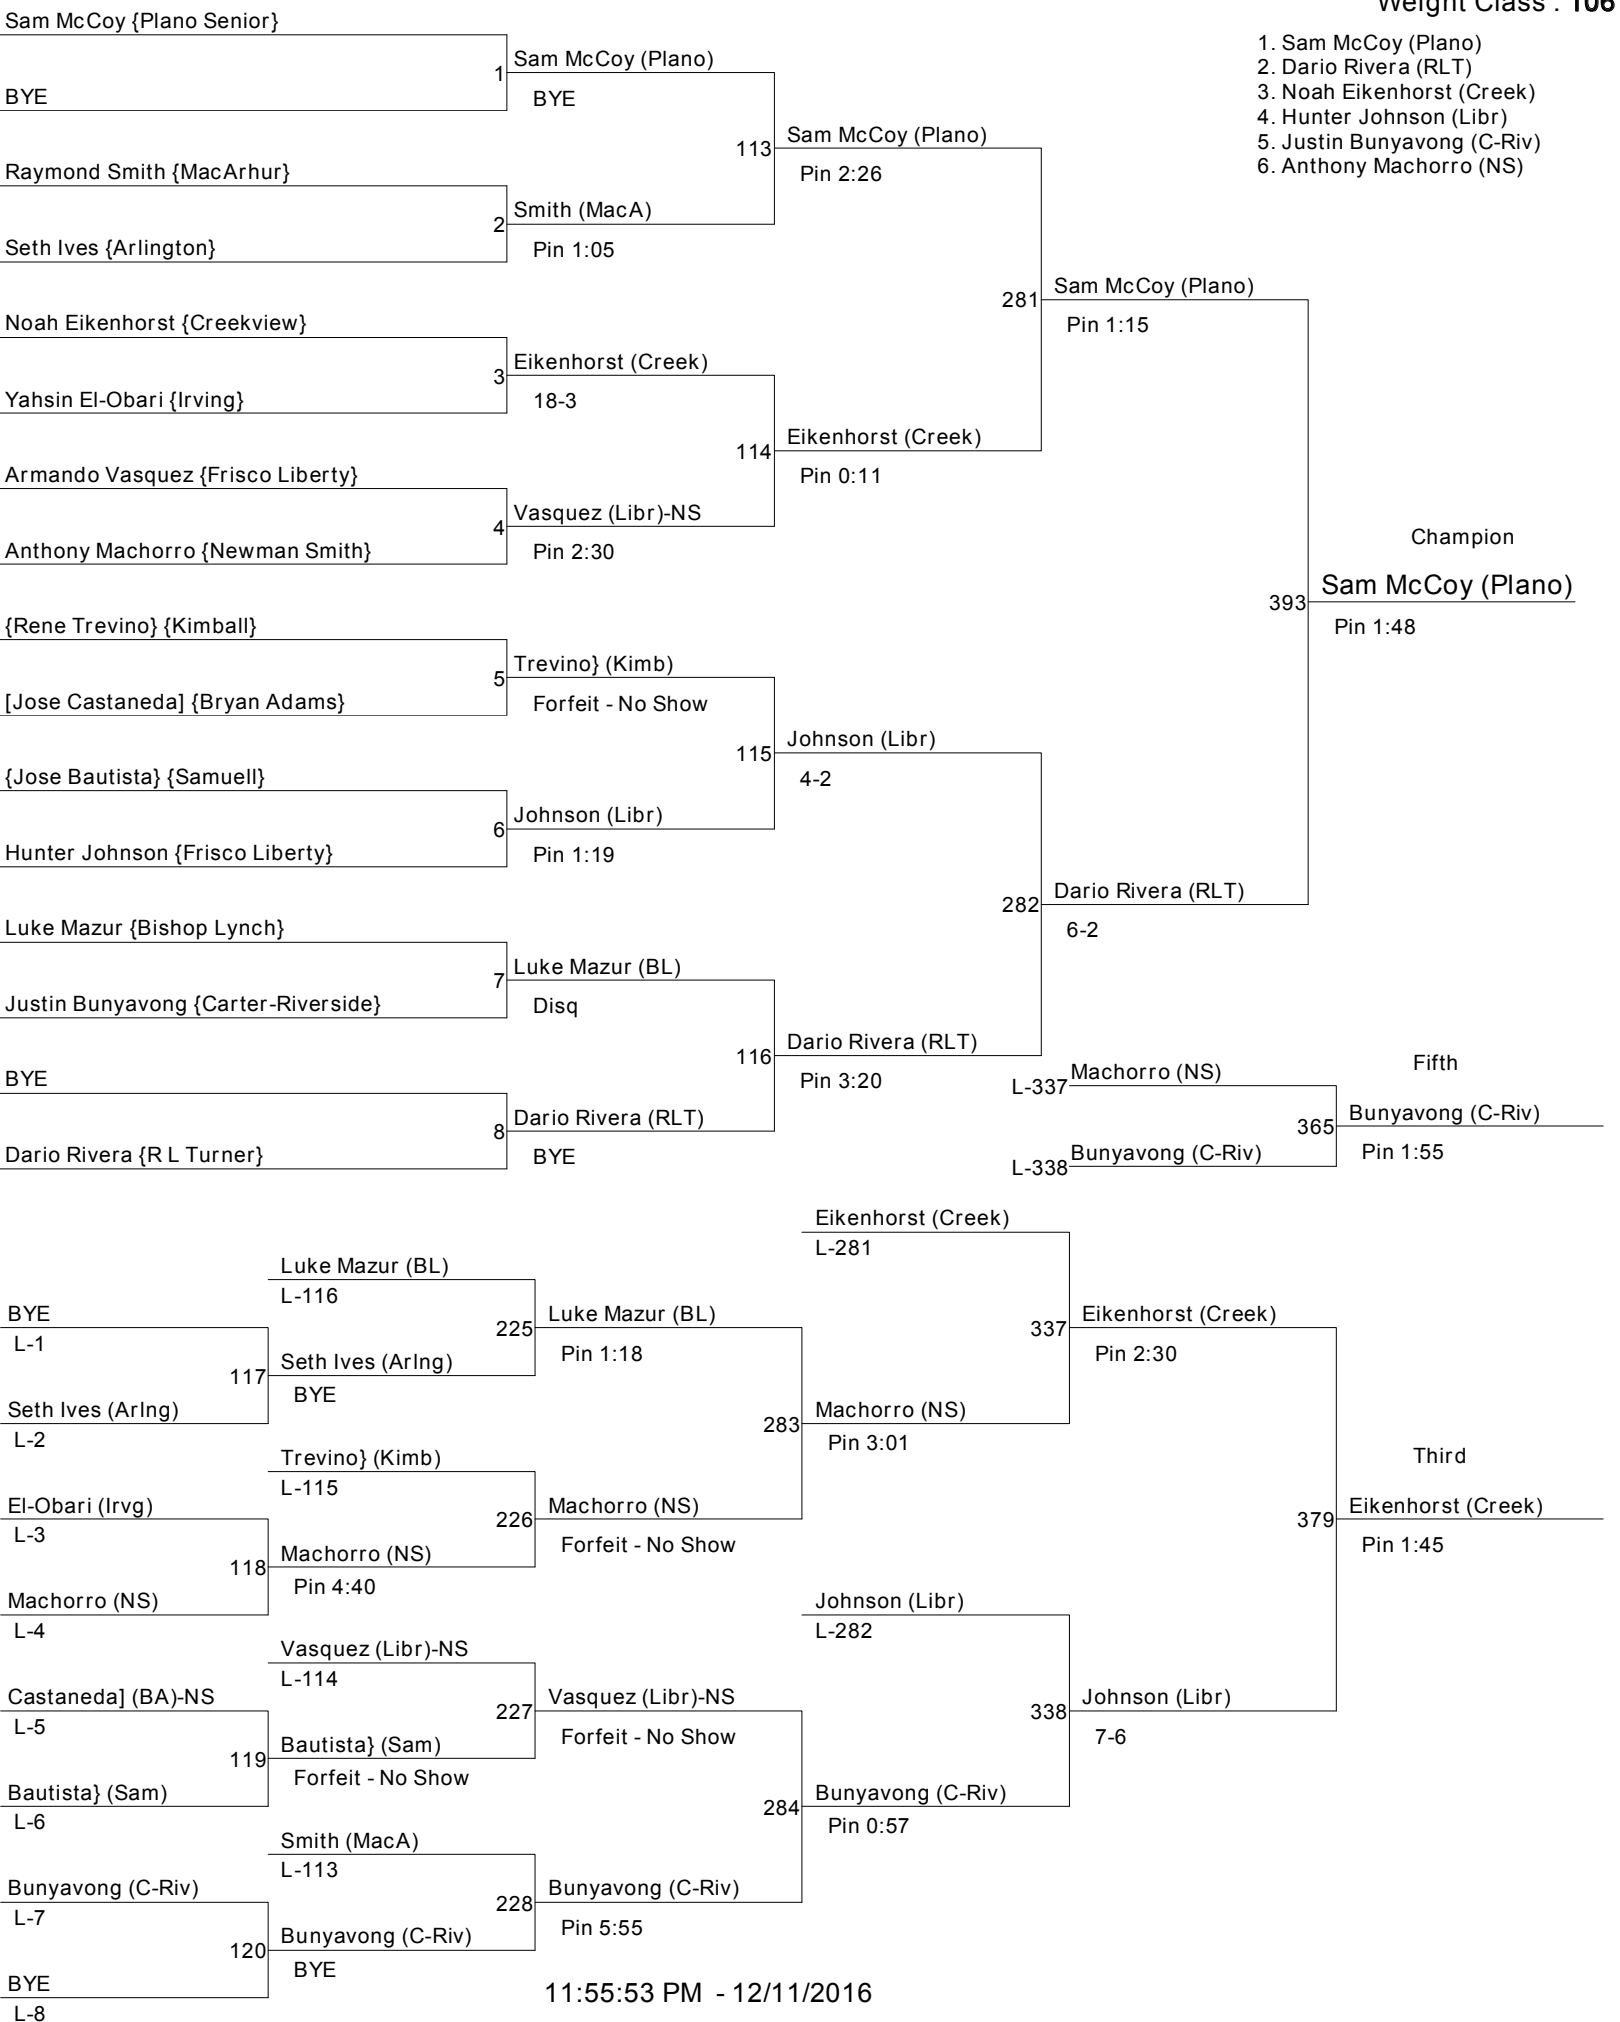 Weight Class : 106
1. Sam McCoy (Plano)
2. Dario Rivera (RLT)
3. Noah Eikenhorst (Creek)
4. Hunter Johnson (Libr)
5. Justin Bunyavong (C-Riv)
6. Anthony Machorro (NS)
Sam McCoy {Plano Senior}
BYE
Raymond Smith {MacArhur}
Seth Ives {Arlington}
Noah Eikenhorst {Creekview}
Yahsin El-Obari {Irving}
Armando Vasquez {Frisco Liberty}
Anthony Machorro {Newman Smith}
{Rene Trevino} {Kimball}
[Jose Castaneda] {Bryan Adams}
{Jose Bautista} {Samuell}
Hunter Johnson {Frisco Liberty}
Luke Mazur {Bishop Lynch}
Justin Bunyavong {Carter-Riverside}
BYE
Dario Rivera {R L Turner}
1 Sam McCoy (Plano)
BYE
2 Smith (MacA)
Pin 1:05
3 Eikenhorst (Creek)
18-3
4 Vasquez (Libr)-NS
Pin 2:30
5 Trevino} (Kimb)
Forfeit - No Show
6 Johnson (Libr)
Pin 1:19
7 Luke Mazur (BL)
Disq
8 Dario Rivera (RLT)
BYE
113 Sam McCoy (Plano)
Pin 2:26
114 Eikenhorst (Creek)
Pin 0:11
115 Johnson (Libr)
4-2
116 Dario Rivera (RLT)
Pin 3:20
281 Sam McCoy (Plano)
Pin 1:15
282 Dario Rivera (RLT)
6-2
Champion
393 Sam McCoy (Plano)
Pin 1:48
Fifth
L-337 Machorro (NS)
L-338 Bunyavong (C-Riv)
365 Bunyavong (C-Riv)
Pin 1:55
BYE
L-1
Seth Ives (Arlng)
L-2
El-Obari (Irvg)
L-3
Machorro (NS)
L-4
Castaneda] (BA)-NS
L-5
Bautista} (Sam)
L-6
Bunyavong (C-Riv)
L-7
BYE
L-8
Luke Mazur (BL)
L-116
117 Seth Ives (Arlng)
BYE
Trevino} (Kimb)
L-115
118 Machorro (NS)
Pin 4:40
Vasquez (Libr)-NS
L-114
119 Bautista} (Sam)
Forfeit - No Show
Smith (MacA)
L-113
120 Bunyavong (C-Riv)
BYE
225 Luke Mazur (BL)
Pin 1:18
226 Machorro (NS)
Forfeit - No Show
227 Vasquez (Libr)-NS
Forfeit - No Show
228 Bunyavong (C-Riv)
Pin 5:55
Eikenhorst (Creek)
L-281
283 Machorro (NS)
Pin 3:01
Johnson (Libr)
L-282
284 Bunyavong (C-Riv)
Pin 0:57
337 Eikenhorst (Creek)
Pin 2:30
338 Johnson (Libr)
7-6
Third
379 Eikenhorst (Creek)
Pin 1:45
11:55:53 PM - 12/11/2016